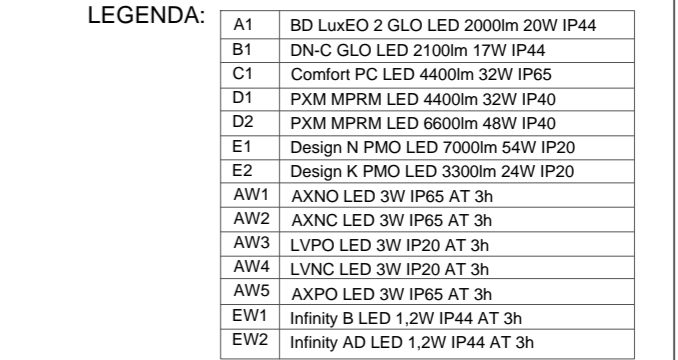 LEGENDA:
A1 BD LuxEO 2 GLO LED 2000lm 20W IP44
B1 DN-C GLO LED 2100lm 17W IP44
C1 Comfort PC LED 4400lm 32W IP65
D1 PXM MPRM LED 4400lm 32W IP40
D2 PXM MPRM LED 6600lm 48W IP40
E1 Design N PMO LED 7000lm 54W IP20
E2 Design K PMO LED 3300lm 24W IP20
AW1 AXNO LED 3W IP65 AT 3h
AW2 AXNC LED 3W IP65 AT 3h
AW3 LVPO LED 3W IP20 AT 3h
AW4 LVNC LED 3W IP20 AT 3h
AW5 AXPO LED 3W IP65 AT 3h
EW1 Infinity B LED 1,2W IP44 AT 3h
EW2 Infinity AD LED 1,2W IP44 AT 3h